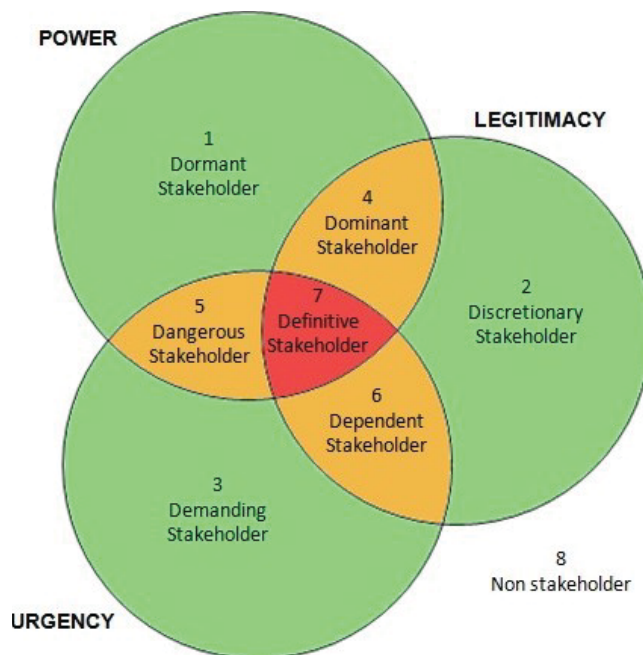 POWER
LEGITIMACY
1
Dormant
Stakeholder
4
Dominant
Stakeholder
2
Discretionary
Stakeholder
5
Dangerous
Stakeholder
7
Definitive
Stakeholder
6
Dependent
Stakeholder
3
Demanding
Stakeholder
8
Non stakeholder
URGENCY